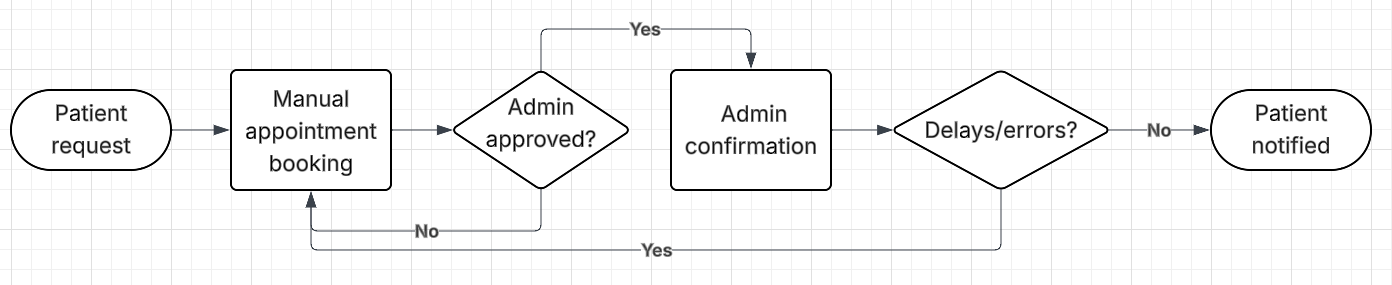 Yes
Patient
request
Manual
appointment
booking
Admin
approved?
Admin
confirmation
Delays/errors?
No
Patient
notified
No
Yes